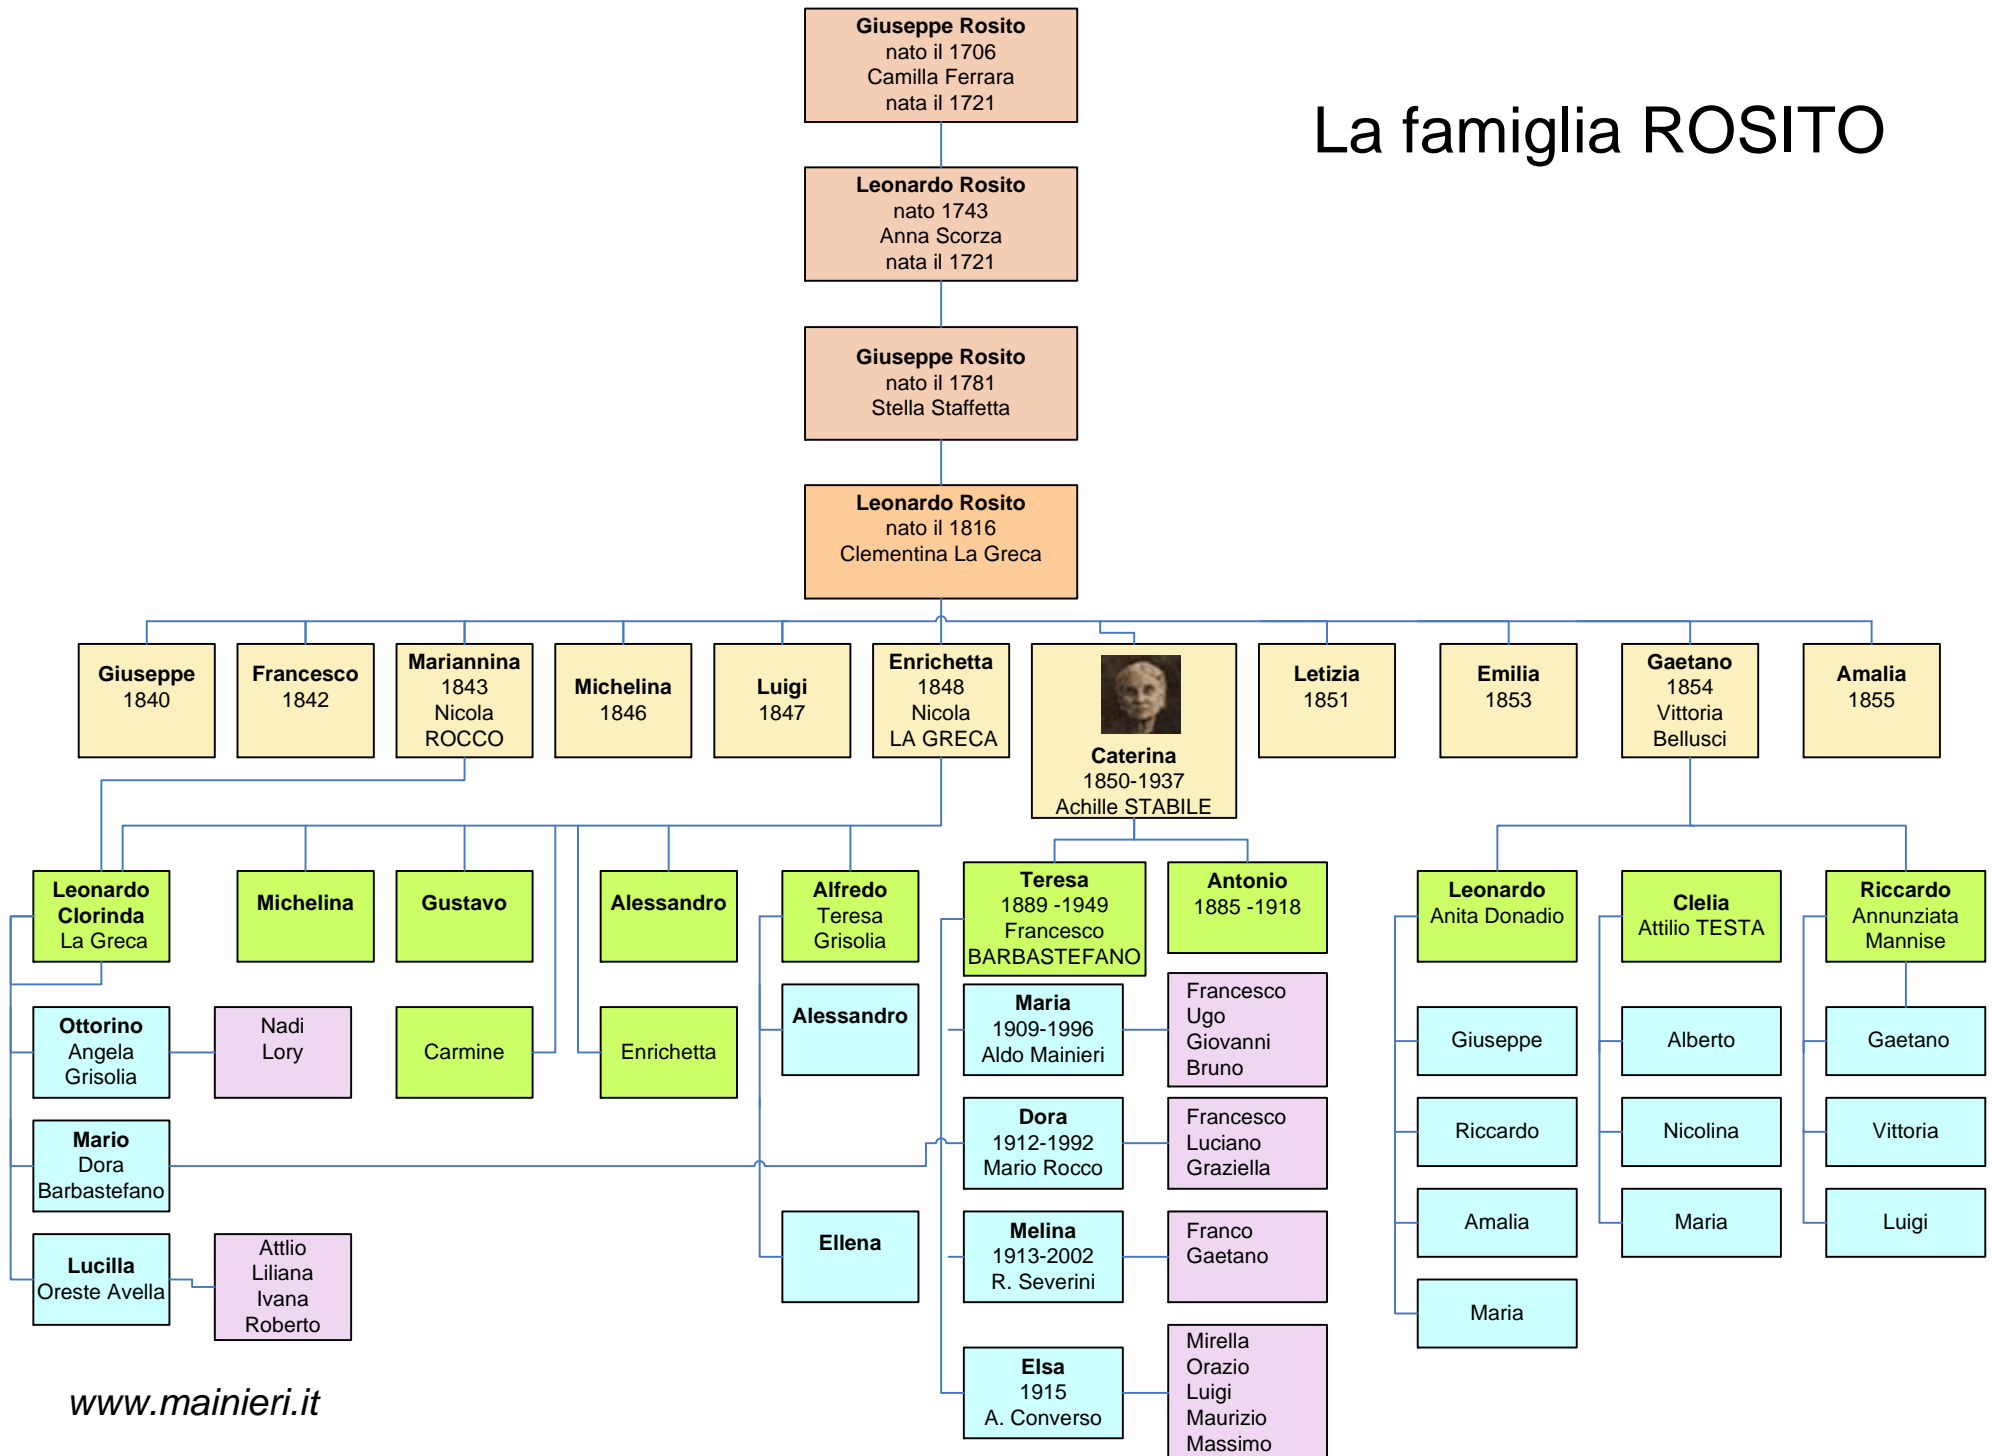 Giuseppe Rosito
nato il 1706
Camilla Ferrara
nata il 1721
La famiglia ROSITO
Leonardo Rosito
nato 1743
Anna Scorza
nata il 1721
Giuseppe Rosito
nato il 1781
Stella Staffetta
Leonardo Rosito
nato il 1816
Clementina La Greca
Giuseppe
1840
Francesco
1842
Mariannina
1843
Nicola
ROCCO
Michelina
1846
Luigi
1847
Enrichetta
1848
Nicola
LA GRECA
Caterina
1850-1937
Achille STABILE
Letizia
1851
Emilia
1853
Gaetano
1854
Vittoria
Bellusci
Amalia
1855
Leonardo
Clorinda
La Greca
Michelina
Gustavo
Alessandro
Alfredo
Teresa
Grisolia
Teresa
1889 -1949
Francesco
BARBASTEFANO
Antonio
1885 -1918
Leonardo
Anita Donadio
Clelia
Attilio TESTA
Riccardo
Annunziata
Mannise
Ottorino
Angela
Grisolia
Nadi
Lory
Carmine
Enrichetta
Alessandro
Maria
1909-1996
Aldo Mainieri
Francesco
Ugo
Giovanni
Bruno
Giuseppe
Alberto
Gaetano
Mario
Dora
Barbastefano
Dora
1912-1992
Mario Rocco
Francesco
Luciano
Graziella
Riccardo
Nicolina
Vittoria
Lucilla
Oreste Avella
Attlio
Liliana
Ivana
Roberto
Ellena
Melina
1913-2002
R. Severini
Franco
Gaetano
Amalia
Maria
Luigi
Maria
Elsa
1915
A. Converso
Mirella
Orazio
Luigi
Maurizio
Massimo
www.mainieri.it